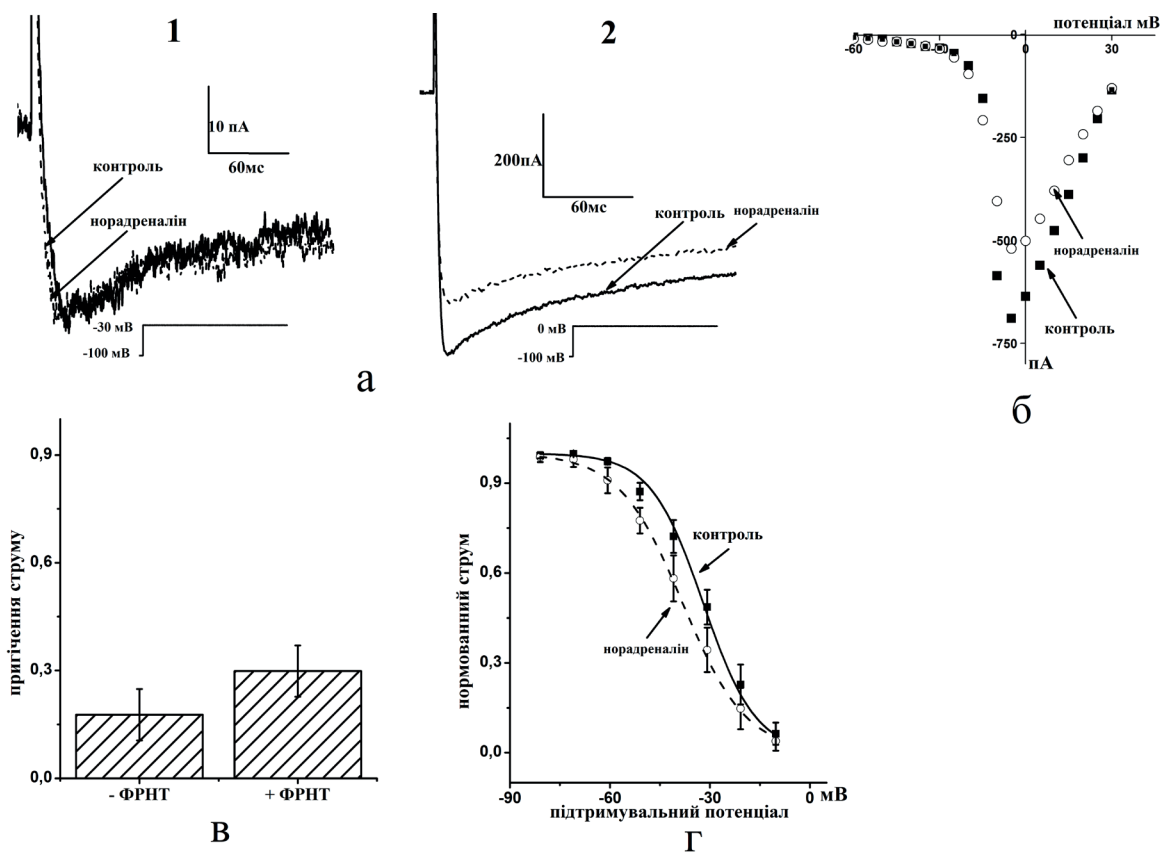 1
10 пА
60мс
контроль
норадреналін
-30 мВ
-100 мВ
2
200пА
60мс
контроль
норадреналін
0 мВ
-100 мВ
а
потенціал мВ
-60
0
0
30
-250
-500
-750
норадреналін
контроль
пА
б
пригічення струму
0,9
0,6
0,3
0,0
- ФРНТ
+ ФРНТ
в
нормованний струм
0,9
0,6
0,3
0,0
контроль
норадреналін
-90
-60
-30
0
мВ
підтримувальний потенціал
г